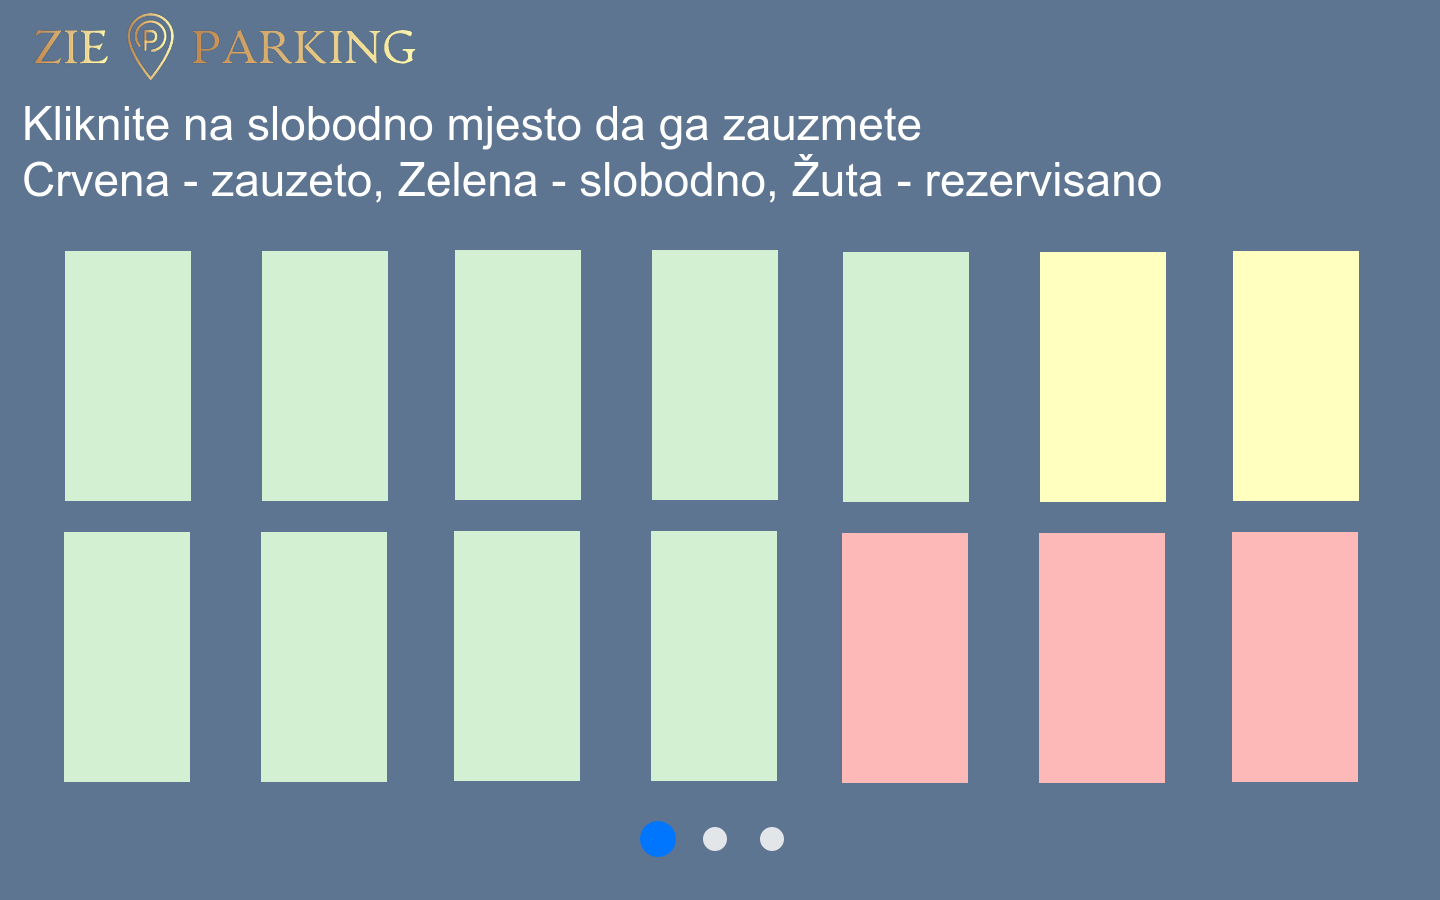 ZIE PARKING
Kliknite na slobodno mjesto da ga zauzmete
Crvena - zauzeto, Zelena - slobodno, Žuta - rezervisano